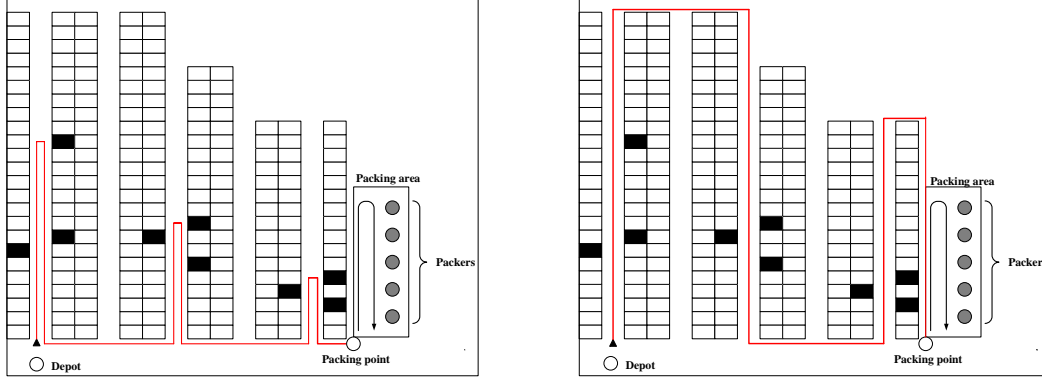 Packing area
Packers
Depot
Packing point
Packing area
Packer
Depot
Packing point